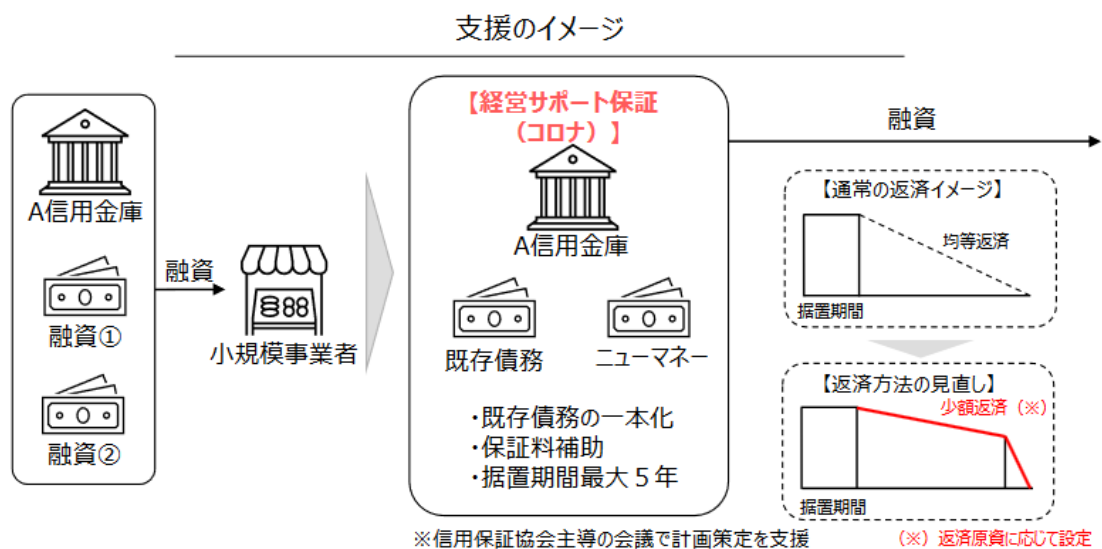 支援のイメージ
A信用金庫
融資①
融資②
融資
88
小規模事業者
【経営サポート保証
（コロナ）】
A信用金庫
既存債務
ニューマネー
・既存債務の一本化
・保証料補助
・据置期間最大５年
※信用保証協会主導の会議で計画策定を支援
融資
【通常の返済イメージ】
均等返済
据置期間
【返済方法の見直し】
少額返済（※）
据置期間
（※）返済原資に応じて設定